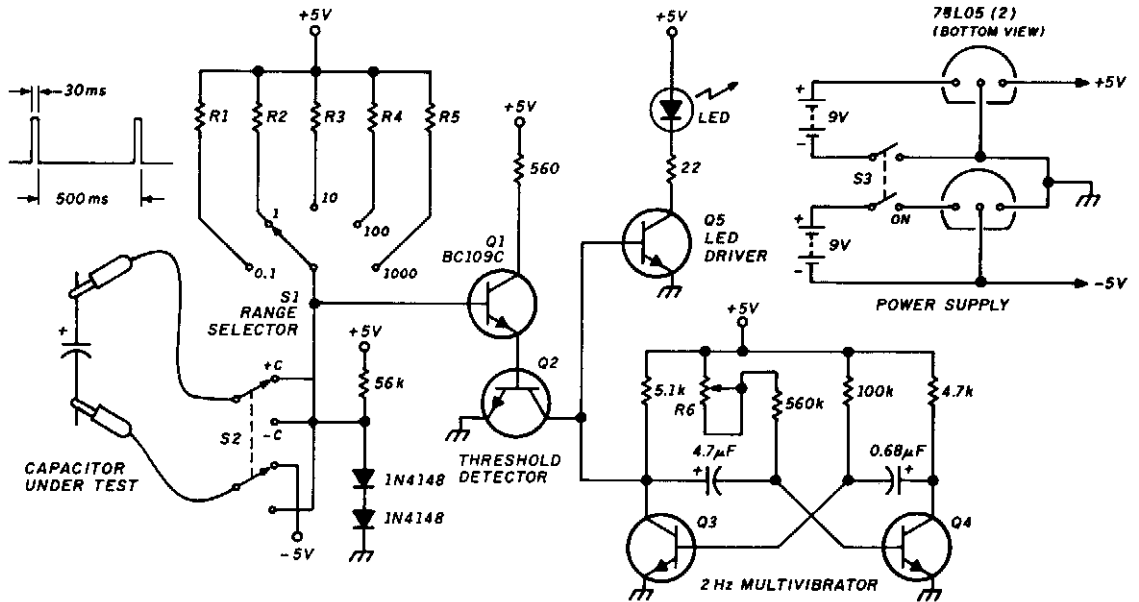 +5V
+5V
78L05 (2)
(BOTTOM VIEW)
-30ms
R1
R2
R3
R4
R5
+5V
LED
+
9V
-
+5V
500ms
560
22
S3
10
1
100
0.1
1000
Q1
BC109C
Q5
LED
DRIVER
ON
+
9V
-
-5V
POWER SUPPLY
S1
RANGE
SELECTOR
+5V
+
+C
+5V
56k
Q2
5.1k
R6
560k
100k
4.7k
-C
S2
4.7µF
+
0.68µF
+
CAPACITOR
UNDER TEST
1N4148
THRESHOLD
DETECTOR
1N4148
Q3
Q4
-5V
2Hz MULTIVIBRATOR